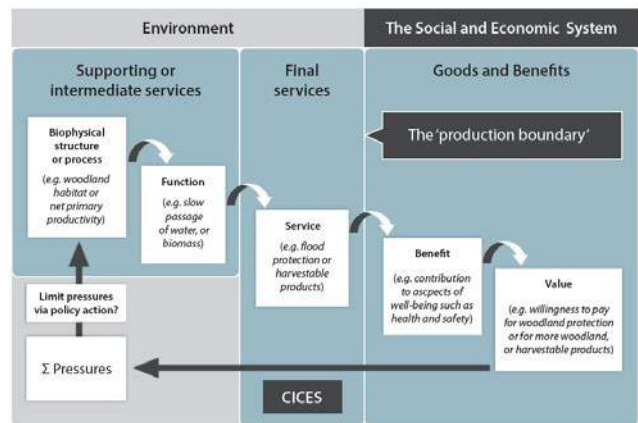 Environment
The Social and Economic System
Supporting or
intermediate services
Final
services
Goods and Benefits
The 'production boundary'
Biophysical
structure
or process
(e.g. woodland
habitat or
net primary
productivity)
Function
(e.g. slow
passage
of water, or
biomass)
Service
(e.g. flood
protection or
harvestable
products)
Benefit
(e.g. contribution
to aspcects of
well-being such as
health and safety)
Value
(e.g. willingness to pay
for woodland protection
or for more woodland,
or harvestable products)
Limit pressures
via policy action?
Σ Pressures
CICES